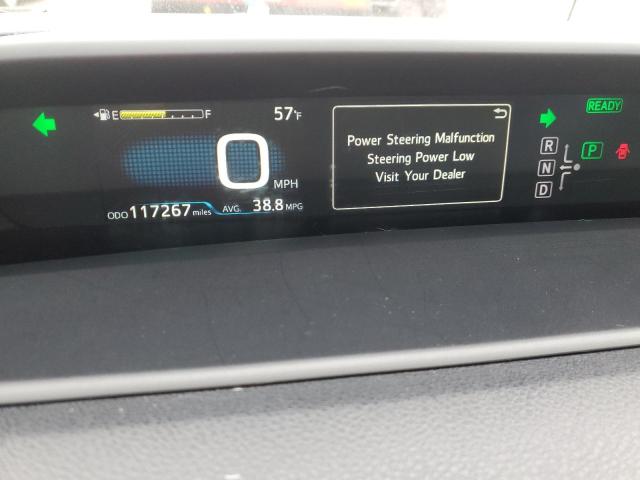 E F
57°F
0
MPH
ODO 117267 miles AVG. 38.8 MPG
Power Steering Malfunction
Steering Power Low
Visit Your Dealer
READY
R
P
N
D